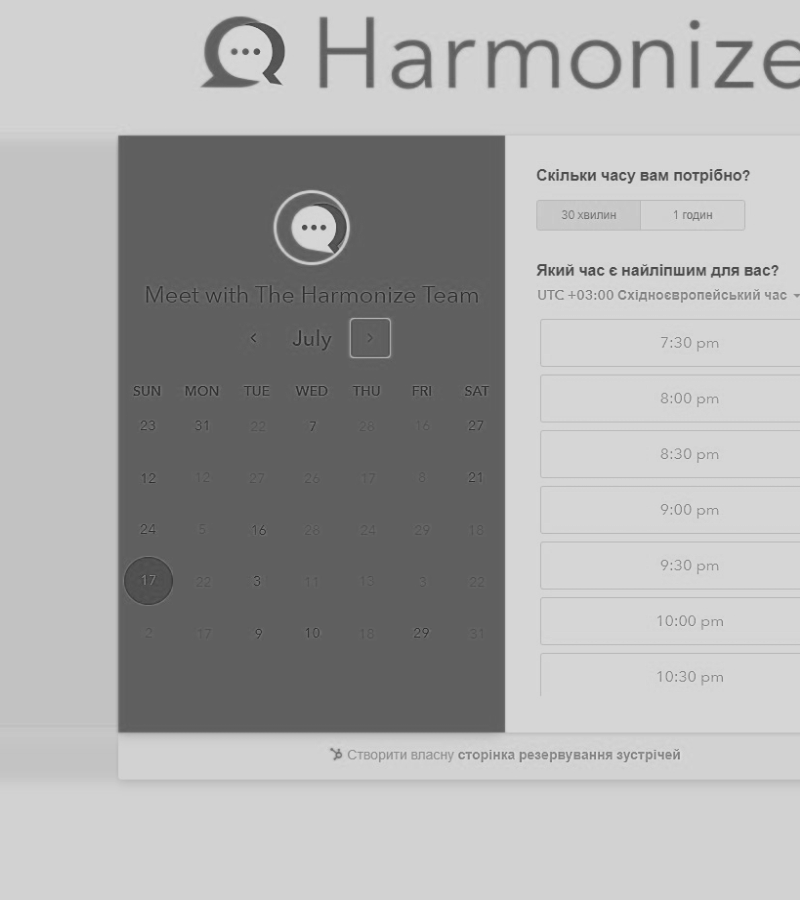 Harmonize
Meet with The Harmonize Team
July
SUN MON TUE WED THU FRI SAT
23 31 22 7 28 16 27
12 12 27 26 17 8 21
24 5 16 26 24 29 18
17 22 3 11 13 3 22
2 17 9 10 18 29 31
Скільки часу вам потрібно?
30 хвилин 1 годин
Який час є найліпшим для вас?
UTC +03:00 Східноєвропейський час
7:30 pm
8:00 pm
8:30 pm
9:00 pm
9:30 pm
10:00 pm
10:30 pm
Створити власну сторінка резервування зустрічей